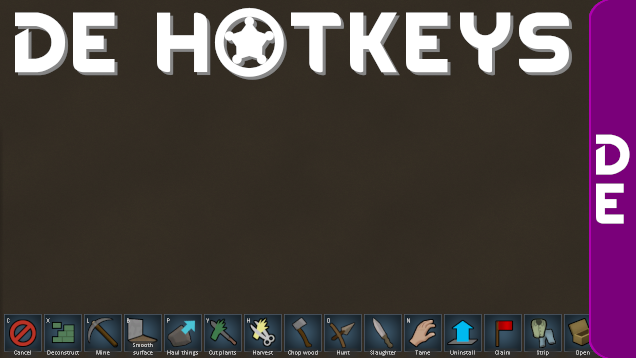 DE HOTKEYS
DE
C
Cancel
X
Deconstruct
L
Mine
Smooth
surface
P
Haul things
Y
Cut plants
H
Harvest
Chop wood
Hunt
Slaughter
N
Tame
Uninstall
Claim
Strip
Open